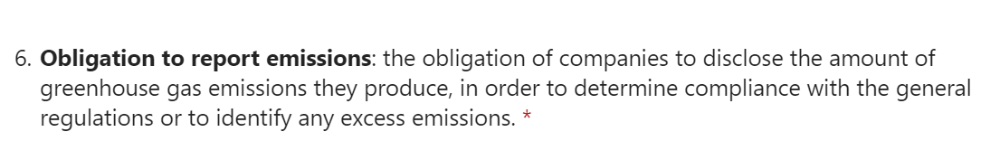 6. Obligation to report emissions: the obligation of companies to disclose the amount of
greenhouse gas emissions they produce, in order to determine compliance with the general
regulations or to identify any excess emissions. *